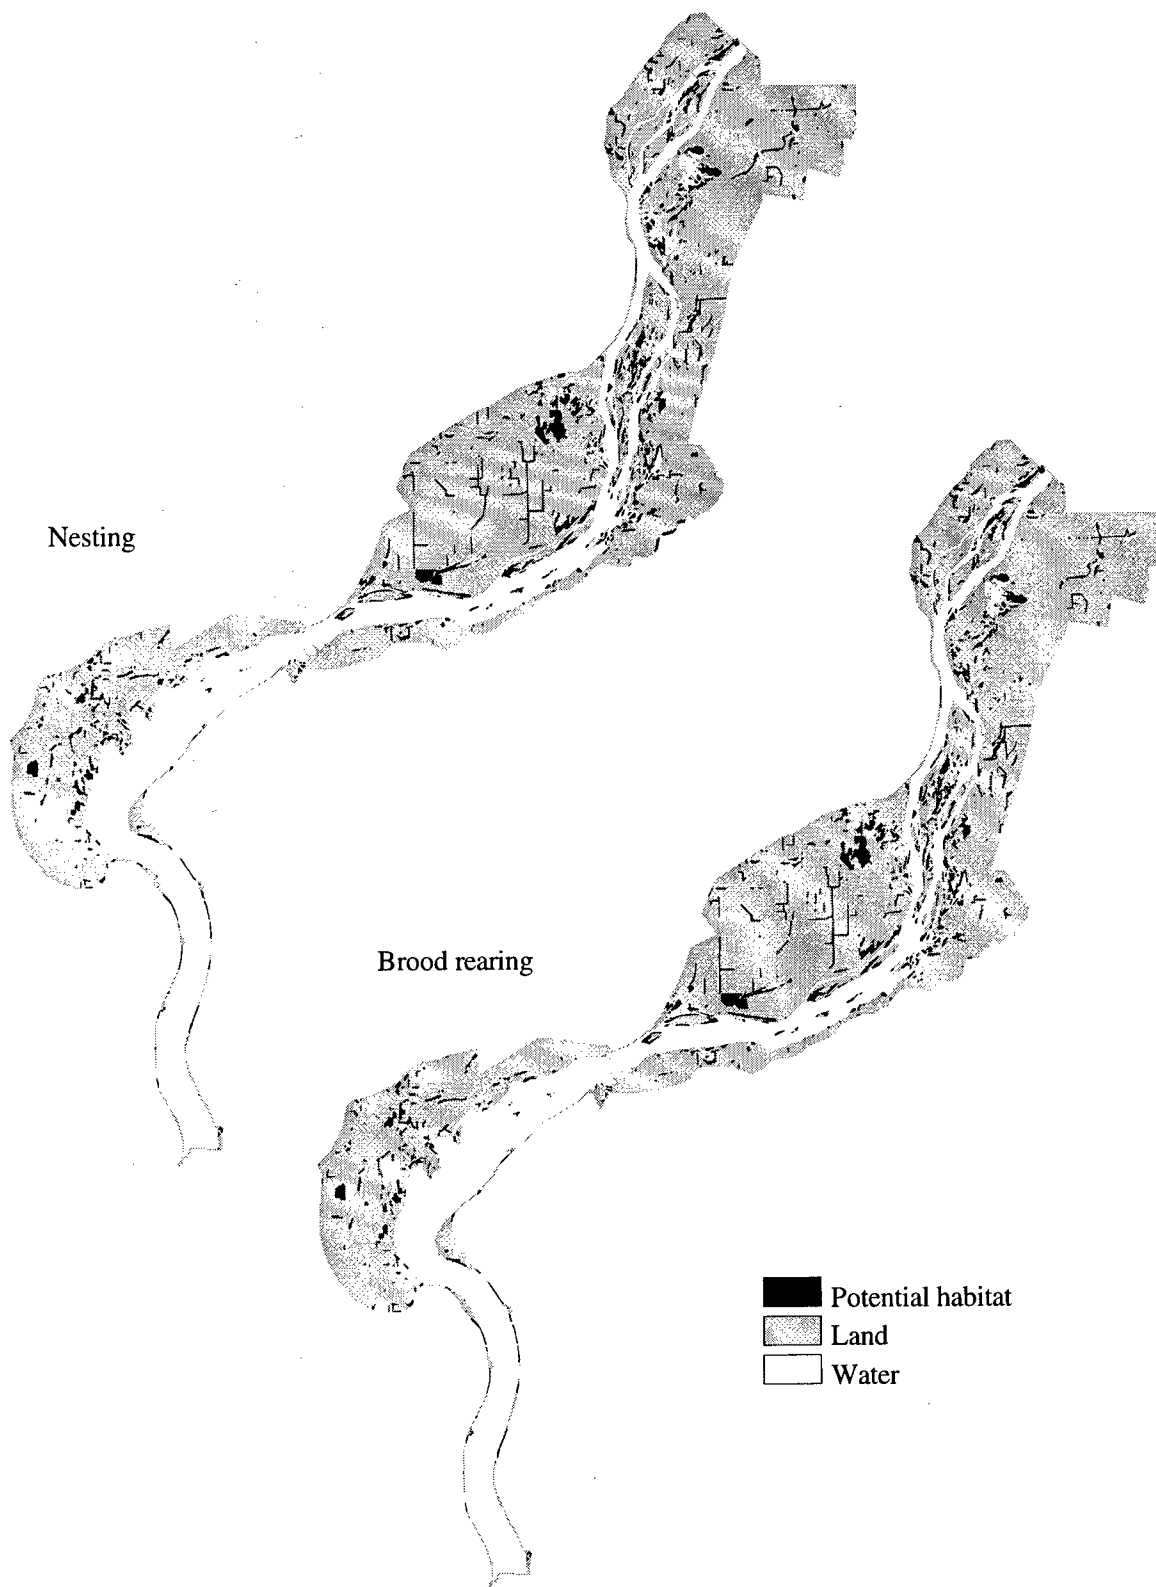 Nesting
Brood rearing
Potential habitat
Land
Water